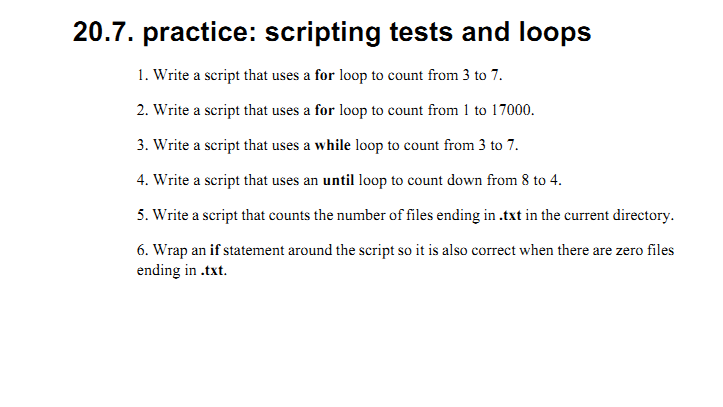 20.7. practice: scripting tests and loops
1. Write a script that uses a for loop to count from 3 to 7.
2. Write a script that uses a for loop to count from 1 to 17000.
3. Write a script that uses a while loop to count from 3 to 7.
4. Write a script that uses an until loop to count down from 8 to 4.
5. Write a script that counts the number of files ending in .txt in the current directory.
6. Wrap an if statement around the script so it is also correct when there are zero files
ending in .txt.